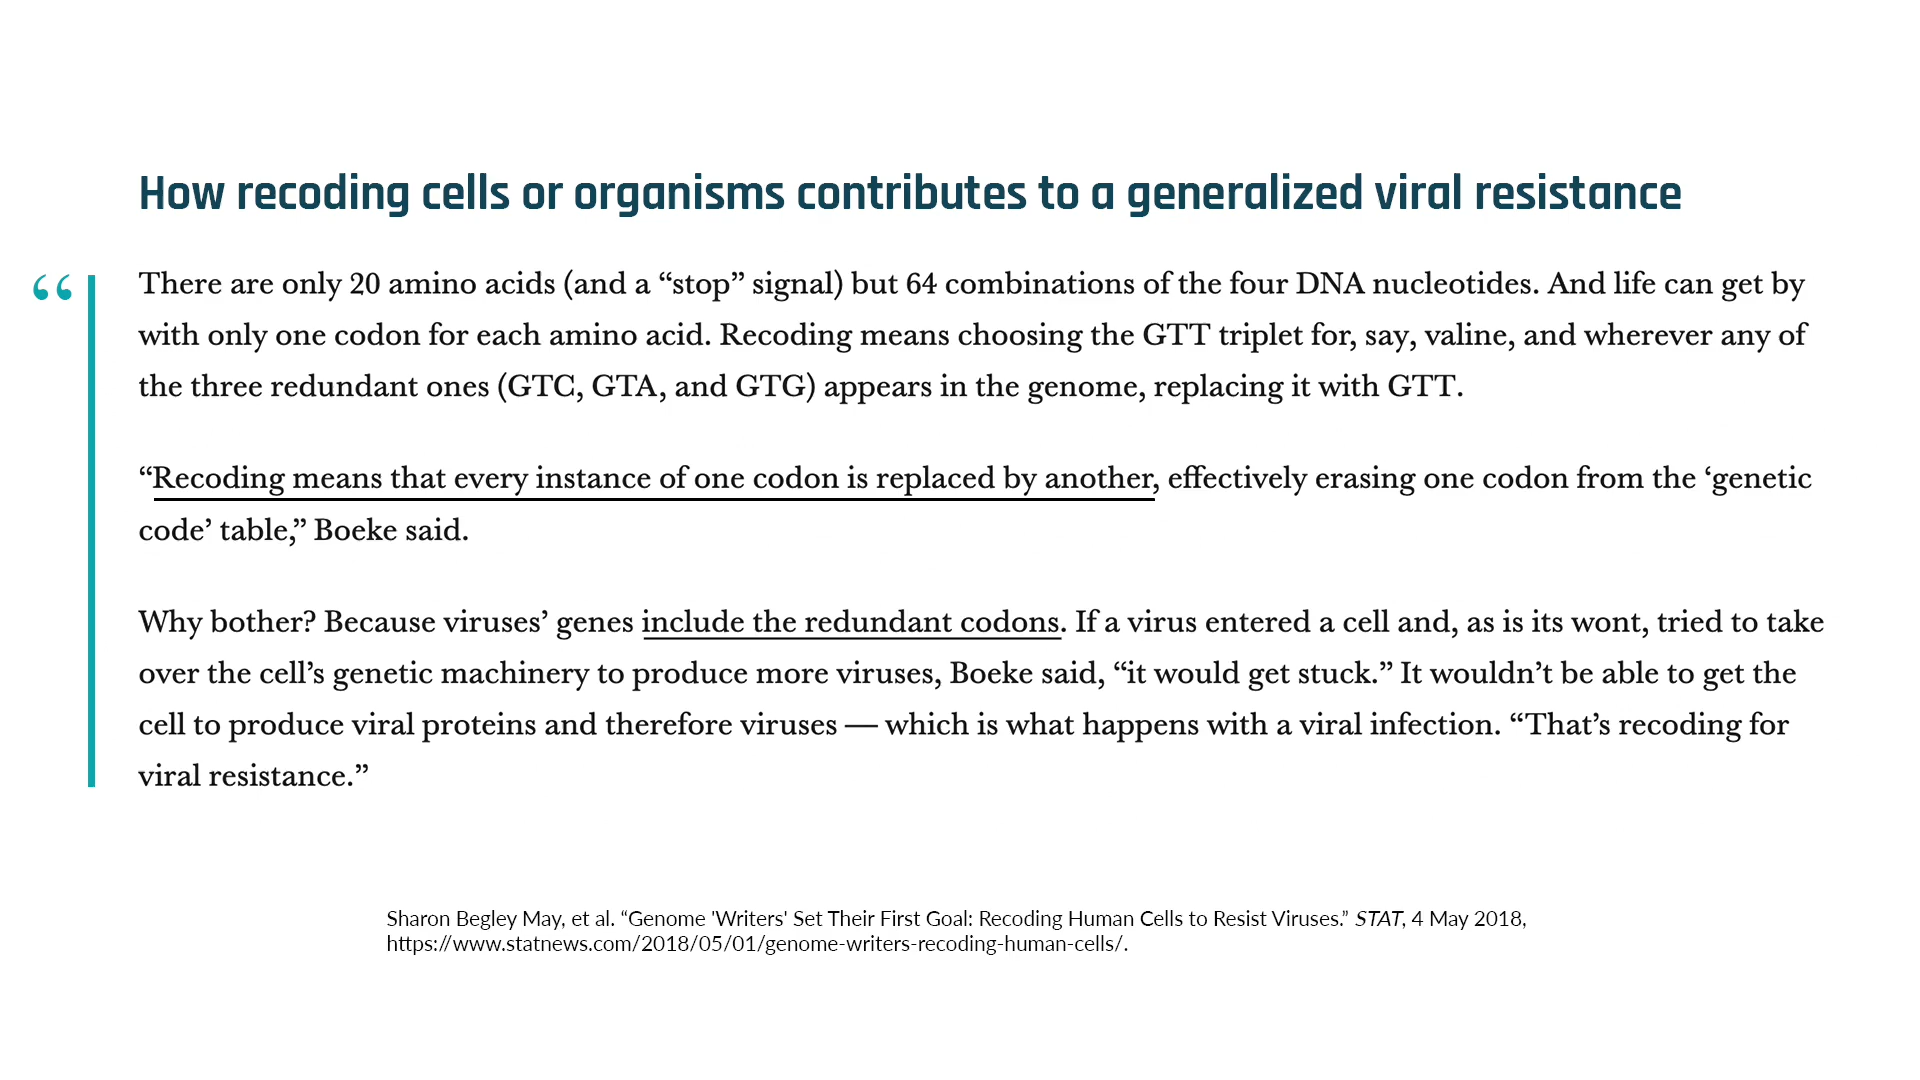 How recoding cells or organisms contributes to a generalized viral resistance
“
There are only 20 amino acids (and a “stop” signal) but 64 combinations of the four DNA nucleotides. And life can get by
with only one codon for each amino acid. Recoding means choosing the GTT triplet for, say, valine, and wherever any of
the three redundant ones (GTC, GTA, and GTG) appears in the genome, replacing it with GTT.
“Recoding means that every instance of one codon is replaced by another, effectively erasing one codon from the ‘genetic
code’ table,” Boeke said.
Why bother? Because viruses’ genes include the redundant codons. If a virus entered a cell and, as is its wont, tried to take
over the cell’s genetic machinery to produce more viruses, Boeke said, “it would get stuck.” It wouldn’t be able to get the
cell to produce viral proteins and therefore viruses — which is what happens with a viral infection. “That’s recoding for
viral resistance.”
Sharon Begley May, et al. “Genome 'Writers' Set Their First Goal: Recoding Human Cells to Resist Viruses.” STAT, 4 May 2018,
https://www.statnews.com/2018/05/01/genome-writers-recoding-human-cells/.